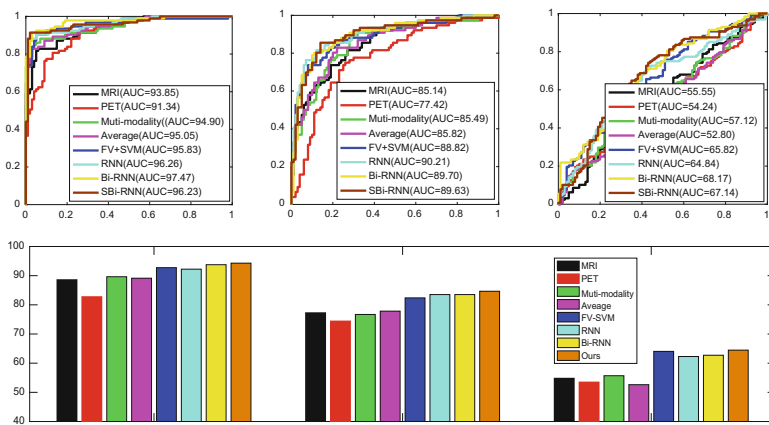 1
0.8
0.6
0.4
0.2
0
0 0.2 0.4 0.6 0.8 1
MRI(AUC=93.85)
PET(AUC=91.34)
Muti-modality((AUC=94.90)
Average(AUC=95.05)
FV+SVM(AUC=95.83)
RNN(AUC=96.26)
Bi-RNN(AUC=97.47)
SBi-RNN(AUC=96.23)
1
0.8
0.6
0.4
0.2
0
0 0.2 0.4 0.6 0.8 1
MRI(AUC=85.14)
PET(AUC=77.42)
Muti-modality(AUC=85.49)
Average(AUC=85.82)
FV+SVM(AUC=88.82)
RNN(AUC=90.21)
Bi-RNN(AUC=89.70)
SBi-RNN(AUC=89.63)
1
0.8
0.6
0.4
0.2
0
0 0.2 0.4 0.6 0.8 1
MRI(AUC=55.55)
PET(AUC=54.24)
Muti-modality(AUC=57.12)
Average(AUC=52.80)
FV+SVM(AUC=65.82)
RNN(AUC=64.84)
Bi-RNN(AUC=68.17)
SBi-RNN(AUC=67.14)
100
90
80
70
60
50
40
MRI
PET
Muti-modality
Aveage
FV-SVM
RNN
Bi-RNN
Ours